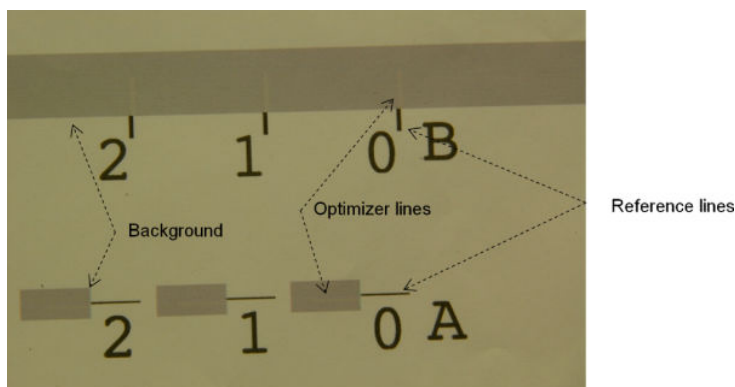 2 1 0 B
Optimizer lines
Reference lines
Background
2 1 0 A